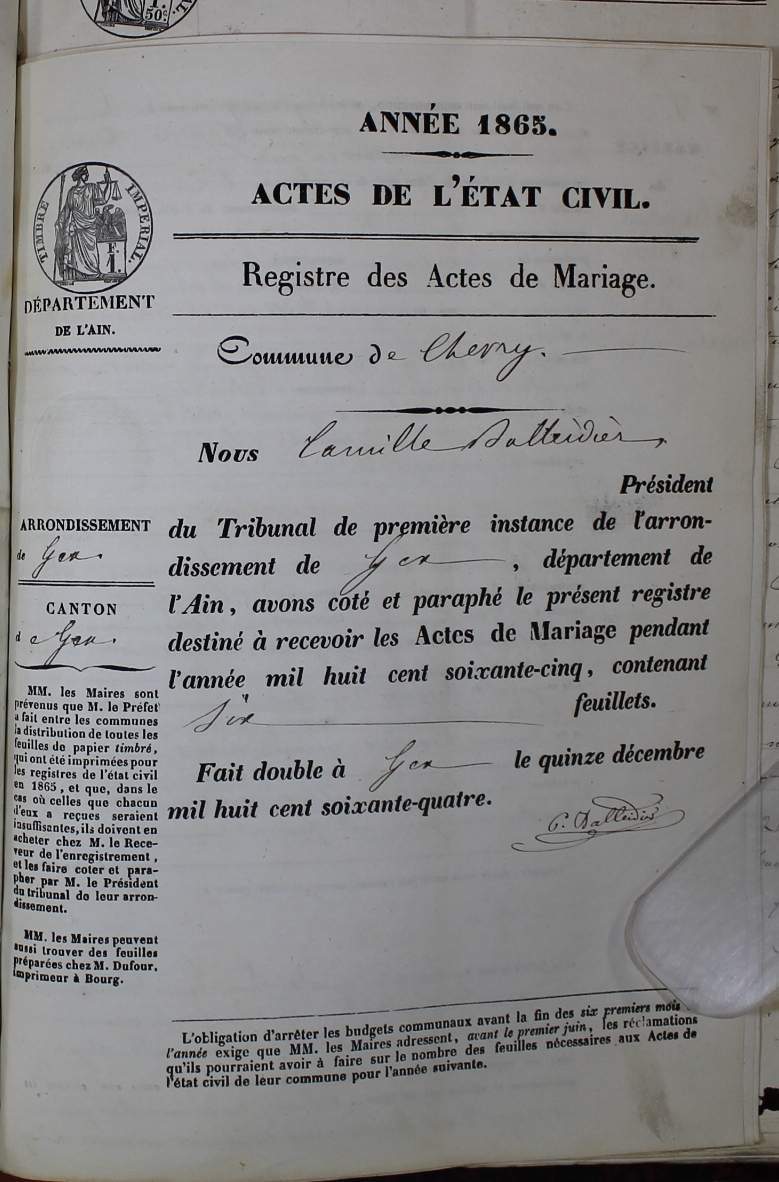 50c
ANNÉE 1865.
ACTES DE L'ÉTAT CIVIL.
Registre des Actes de Mariage.
TIMBRE IMPERIAL.
F.
1.
DÉPARTEMENT
DE L'AIN.
Commune de Chevry.
Nous Camille Balleidier,
Président
du Tribunal de première instance de l'arron-
dissement de Gex, département de
l'Ain, avons coté et paraphé le présent registre
destiné à recevoir les Actes de Mariage pendant
l'année mil huit cent soixante-cinq, contenant
Six feuillets.
Fait double à Gex le quinze décembre
mil huit cent soixante-quatre.
C. Balleidier
ARRONDISSEMENT
de Gex.
CANTON
de Gex.
MM. les Maires sont
prévenus que M. le Préfet
a fait entre les communes
la distribution de toutes les
feuilles de papier timbré,
qui ont été imprimées pour
les registres de l'état civil
en 1865, et que, dans le
cas où celles que chacun
d'eux a reçues seraient
insuffisantes, ils doivent en
acheter chez M. le Rece-
veur de l'enregistrement,
et les faire coter et para-
pher par M. le Président
du tribunal de leur arron-
dissement.
MM. les Maires peuvent
aussi trouver des feuilles
préparées chez M. Dufour,
imprimeur à Bourg.
L'obligation d'arrêter les budgets communaux avant la fin des six premiers mois
l'année exige que MM. les Maires adressent, avant le premier juin, les réclamations
qu'ils pourraient avoir à faire sur le nombre des feuilles nécessaires aux Actes de
l'état civil de leur commune pour l'année suivante.